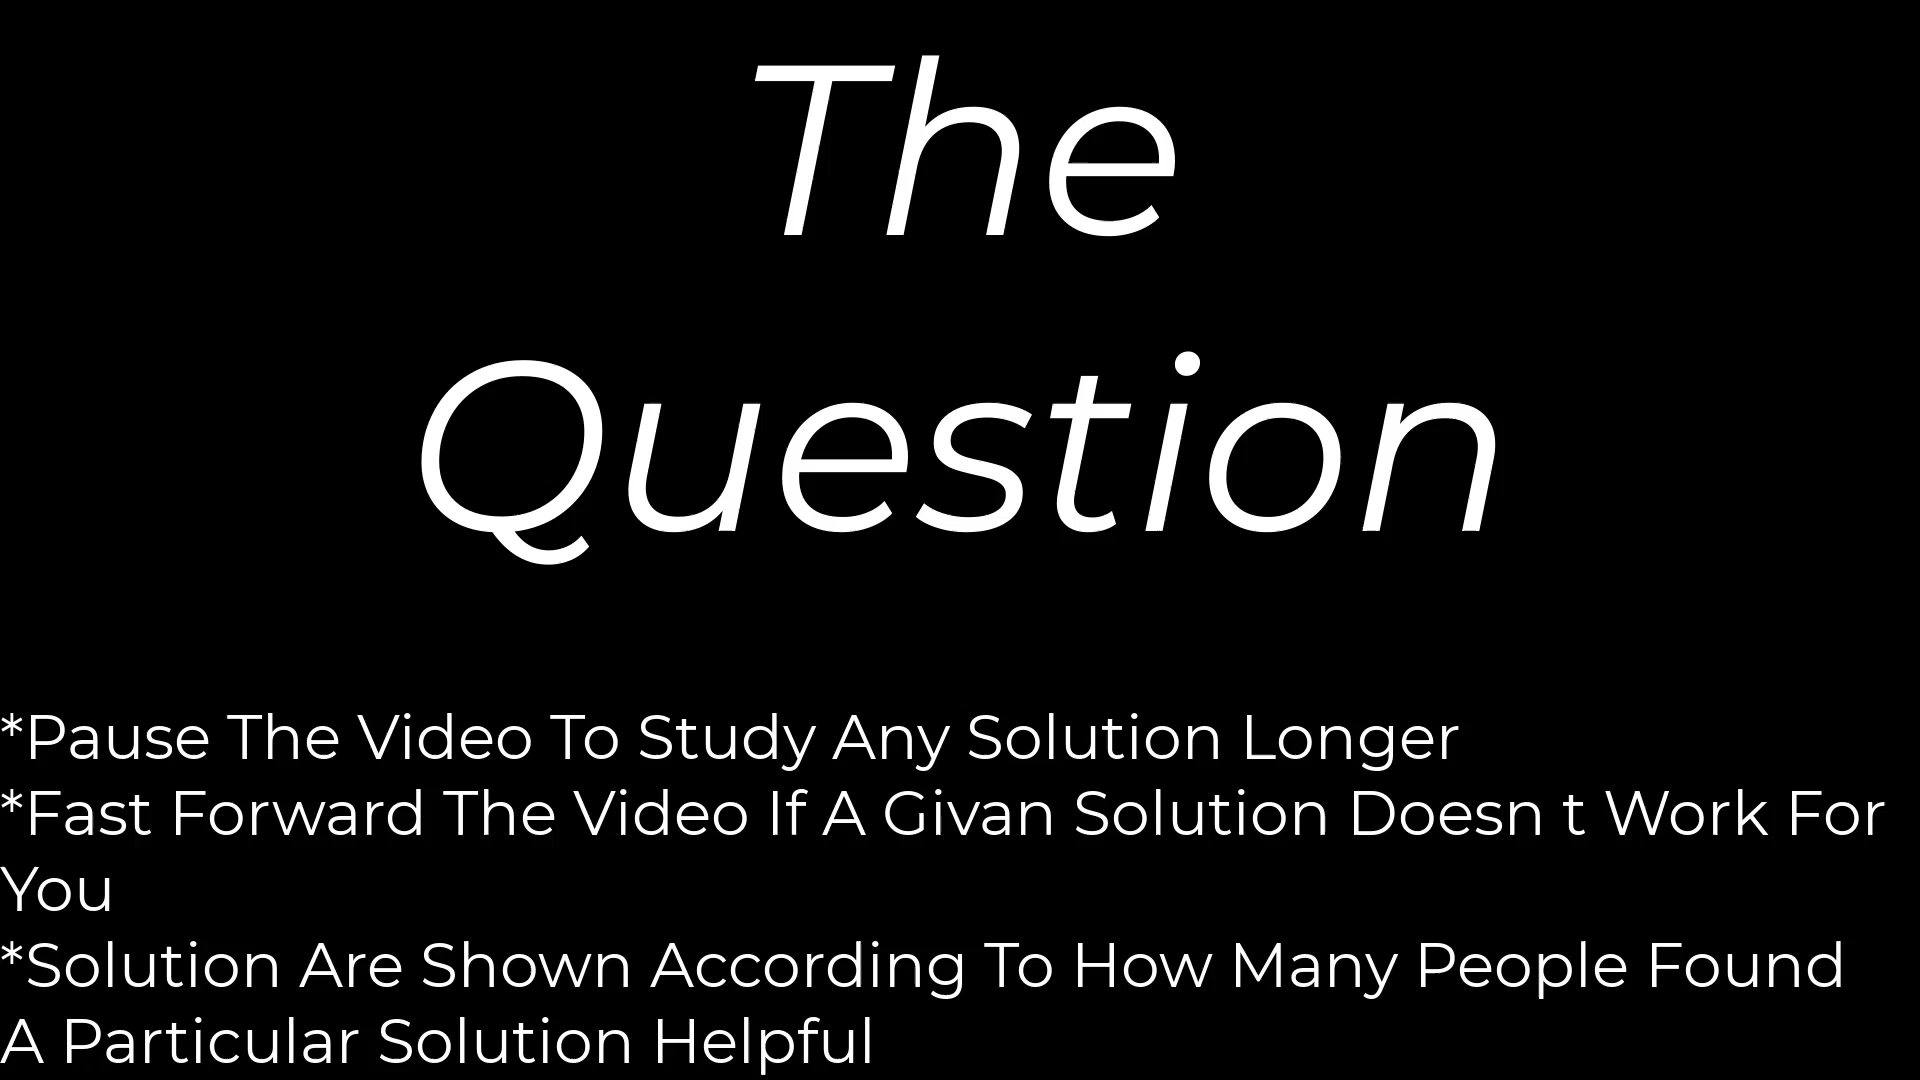 The
Question
*Pause The Video To Study Any Solution Longer
*Fast Forward The Video If A Givan Solution Doesn t Work For
You
*Solution Are Shown According To How Many People Found
A Particular Solution Helpful